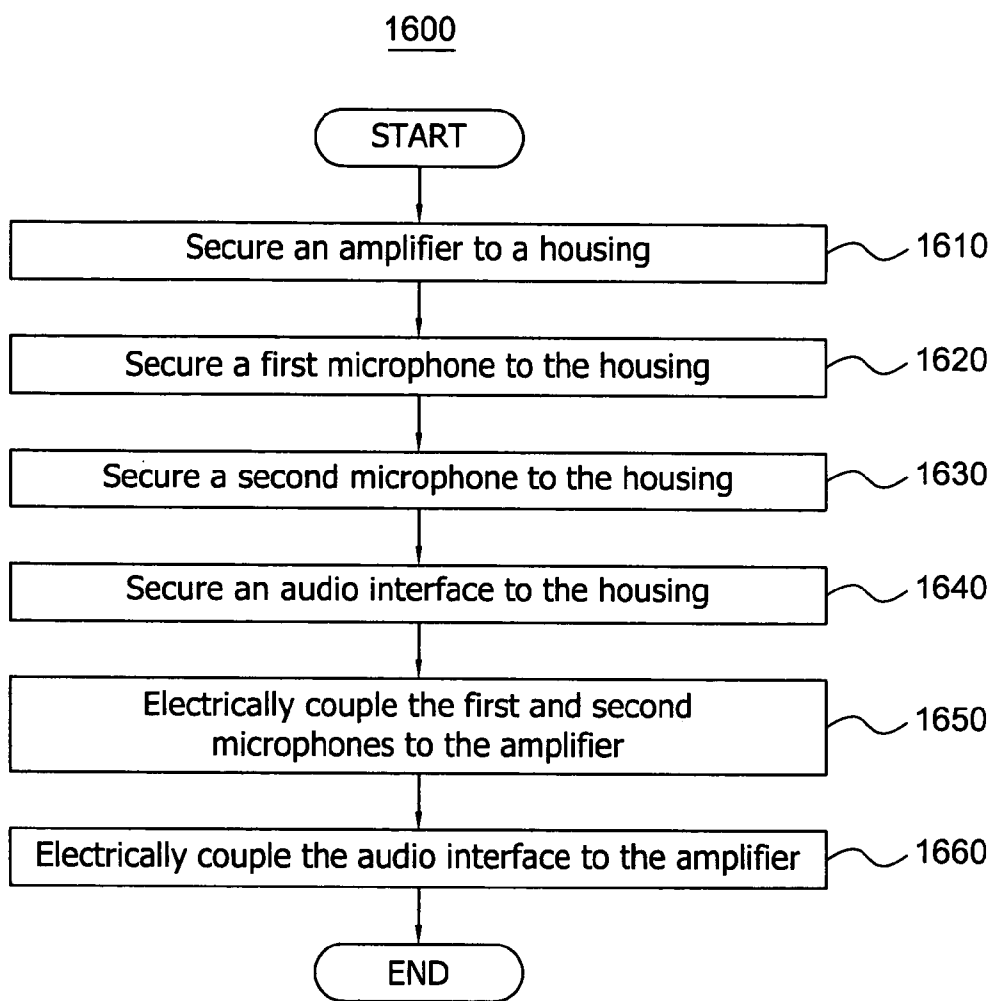 1600
START
Secure an amplifier to a housing
1610
Secure a first microphone to the housing
1620
Secure a second microphone to the housing
1630
Secure an audio interface to the housing
1640
Electrically couple the first and second
microphones to the amplifier
1650
Electrically couple the audio interface to the amplifier
1660
END